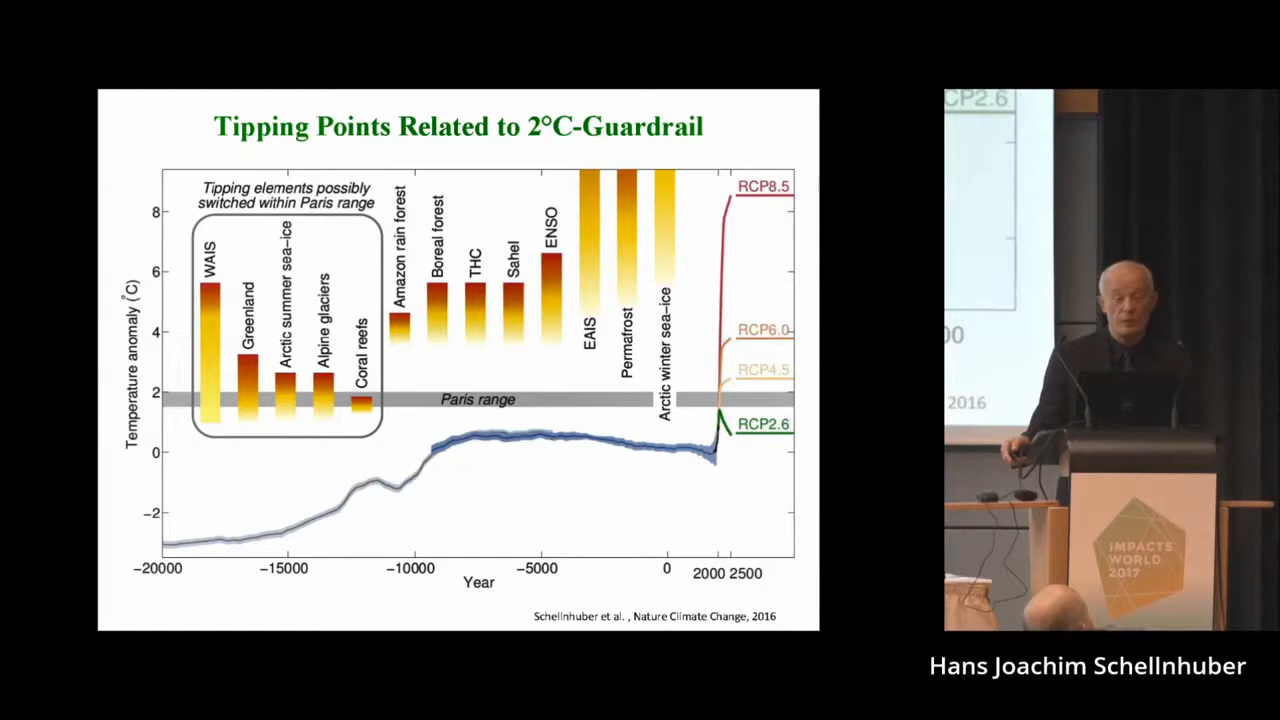 Tipping Points Related to 2°C-Guardrail
Tipping elements possibly
switched within Paris range
WAIS
Greenland
Arctic summer sea-ice
Alpine glaciers
Coral reefs
Amazon rain forest
Boreal forest
THC
Sahel
ENSO
EAIS
Permafrost
Arctic winter sea-ice
RCP8.5
RCP6.0
RCP4.5
RCP2.6
Paris range
Temperature anomaly (°C)
8
6
4
2
0
−2
−20000
−15000
−10000
−5000
0
2000
2500
Year
Schellnhuber et al. , Nature Climate Change, 2016
CP2.6
00
2016
IMPACTS
WORLD
2017
Hans Joachim Schellnhuber